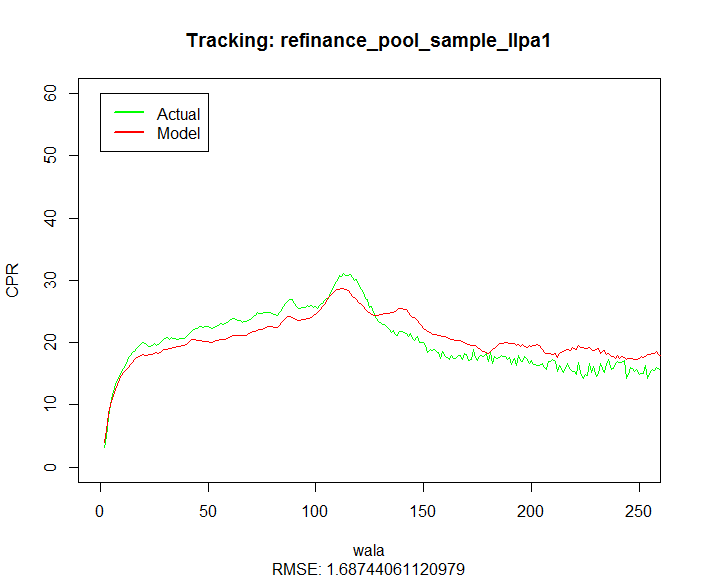 Tracking: refinance_pool_sample_llpa1
Actual
Model
CPR
60
50
40
30
20
10
0
0 50 100 150 200 250
wala
RMSE: 1.68744061120979